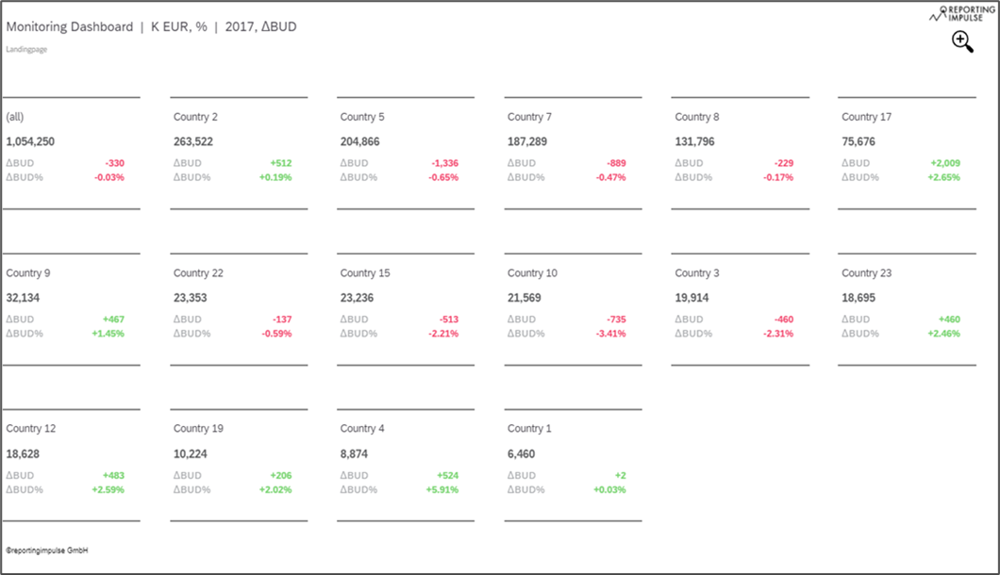 Monitoring Dashboard | K EUR, % | 2017, ΔBUD
REPORTING
IMPULSE
Landingpage
(all)
1,054,250
ΔBUD -330
ΔBUD% -0.03%
Country 2
263,522
ΔBUD +512
ΔBUD% +0.19%
Country 5
204,866
ΔBUD -1,336
ΔBUD% -0.65%
Country 7
187,289
ΔBUD -889
ΔBUD% -0.47%
Country 8
131,796
ΔBUD -229
ΔBUD% -0.17%
Country 17
75,676
ΔBUD +2,009
ΔBUD% +2.65%
Country 9
32,134
ΔBUD +467
ΔBUD% +1.45%
Country 22
23,353
ΔBUD -137
ΔBUD% -0.59%
Country 15
23,236
ΔBUD -513
ΔBUD% -2.21%
Country 10
21,569
ΔBUD -735
ΔBUD% -3.41%
Country 3
19,914
ΔBUD -460
ΔBUD% -2.31%
Country 23
18,695
ΔBUD +460
ΔBUD% +2.46%
Country 12
18,628
ΔBUD +483
ΔBUD% +2.59%
Country 19
10,224
ΔBUD +206
ΔBUD% +2.02%
Country 4
8,874
ΔBUD +524
ΔBUD% +5.91%
Country 1
6,460
ΔBUD +2
ΔBUD% +0.03%
©reportingimpulse GmbH